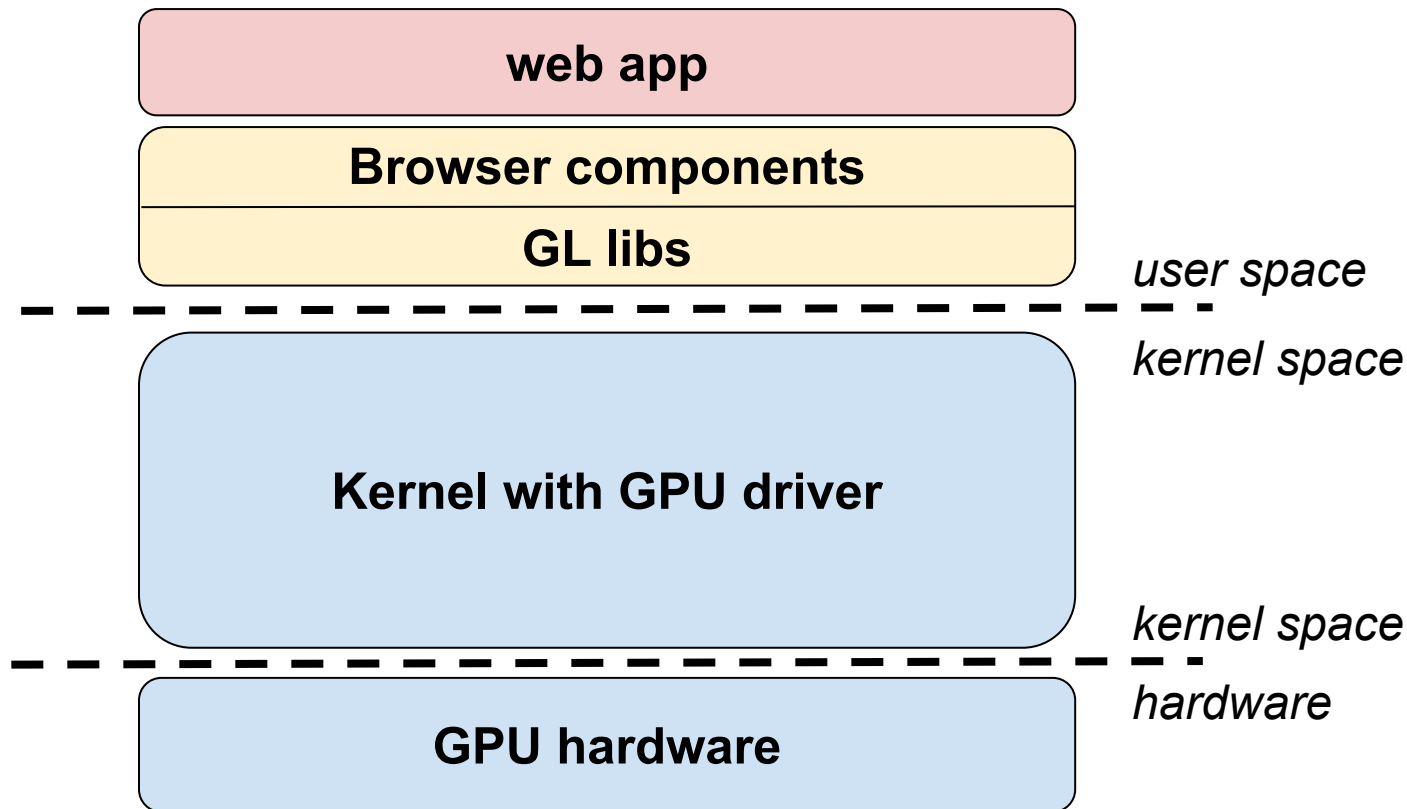 web app
Browser components
GL libs
user space
kernel space
Kernel with GPU driver
kernel space
hardware
GPU hardware